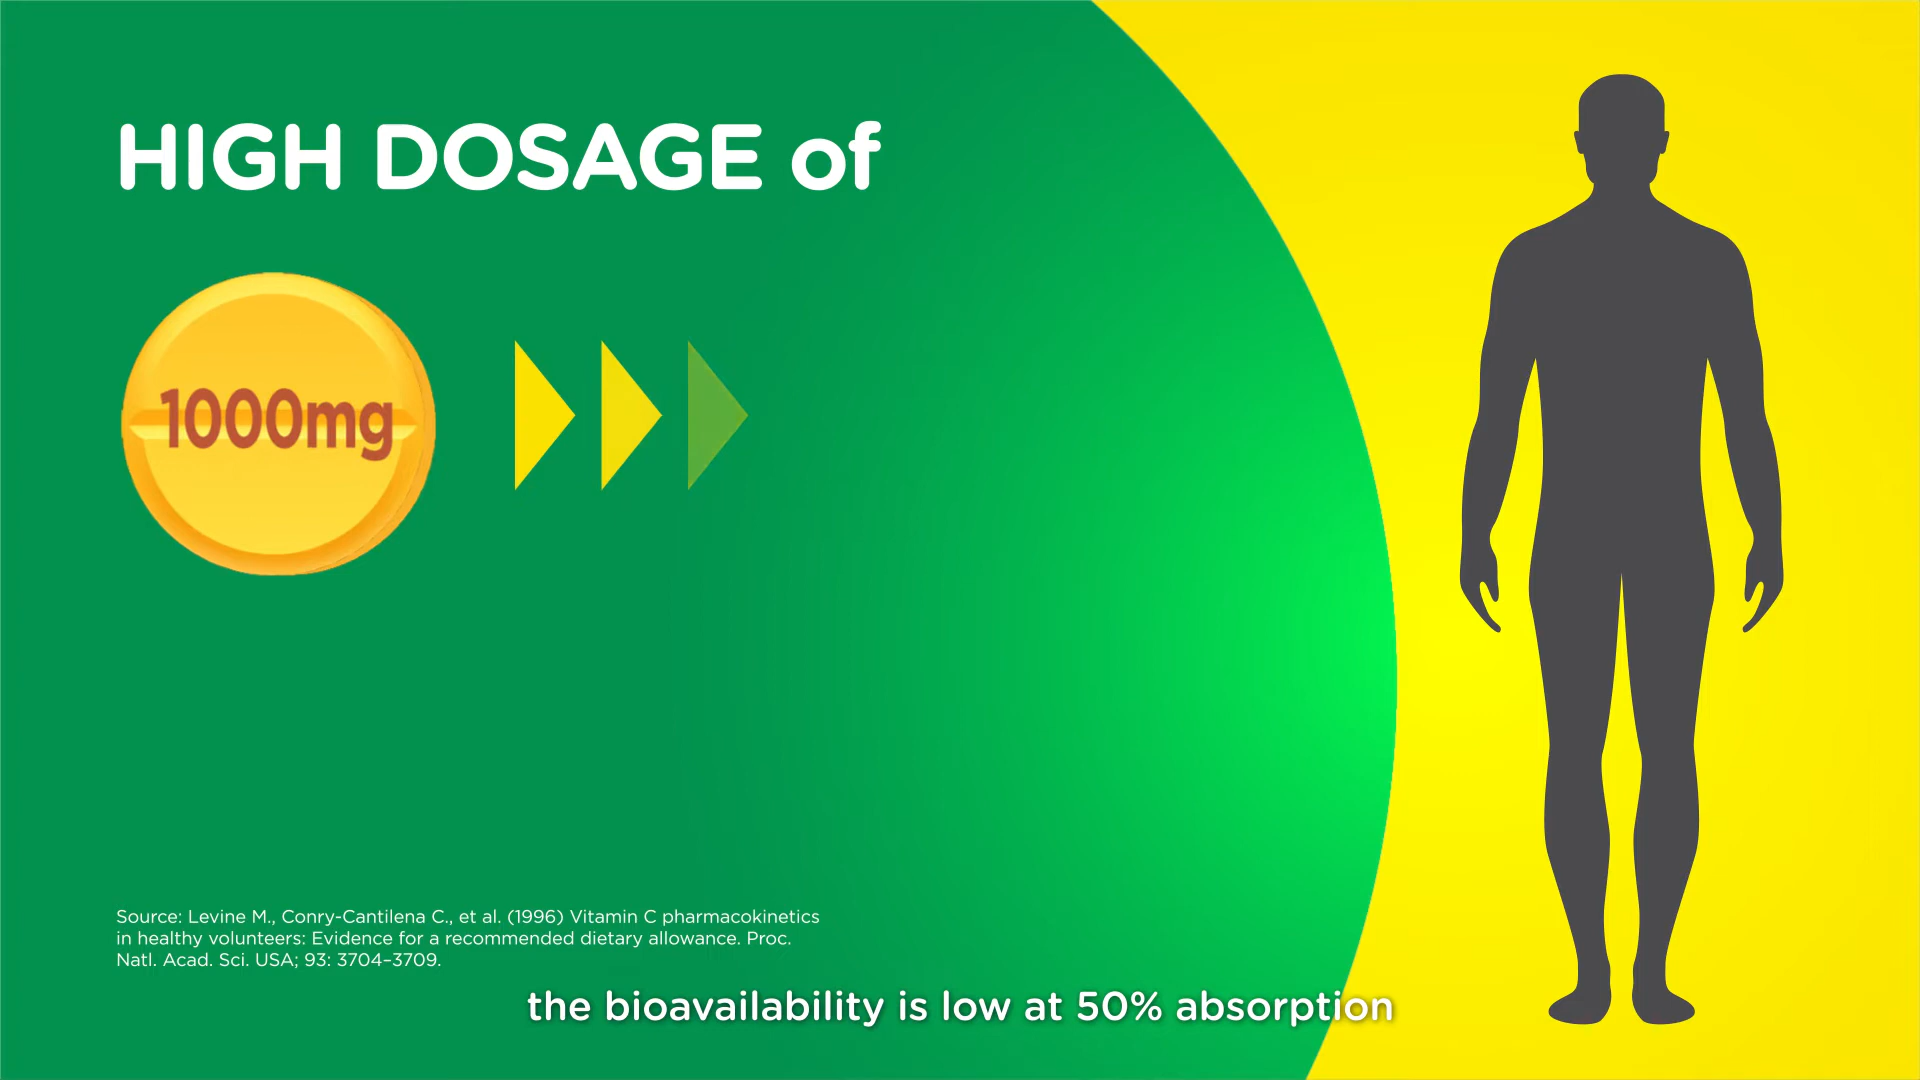 HIGH DOSAGE of
1000mg
Source: Levine M., Conry-Cantilena C., et al. (1996) Vitamin C pharmacokinetics
in healthy volunteers: Evidence for a recommended dietary allowance. Proc.
Natl. Acad. Sci. USA; 93: 3704–3709.
the bioavailability is low at 50% absorption